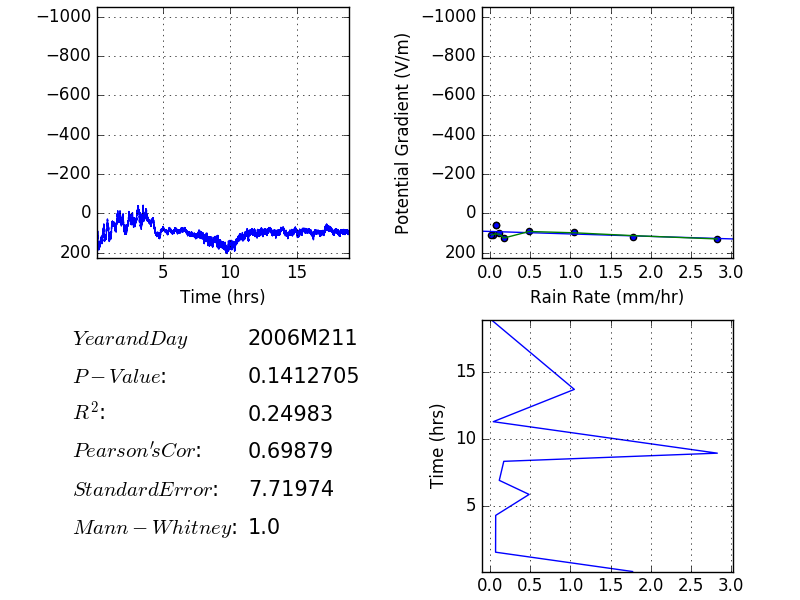 −1000
−800
−600
−400
−200
0
200
5 10 15
Time (hrs)
Potential Gradient (V/m)
−1000
−800
−600
−400
−200
0
200
0.0 0.5 1.0 1.5 2.0 2.5 3.0
Rain Rate (mm/hr)
YearandDay 2006M211
P−Value: 0.1412705
R²: 0.24983
Pearson'sCor: 0.69879
StandardError: 7.71974
Mann−Whitney: 1.0
Time (hrs)
15
10
5
0.0 0.5 1.0 1.5 2.0 2.5 3.0